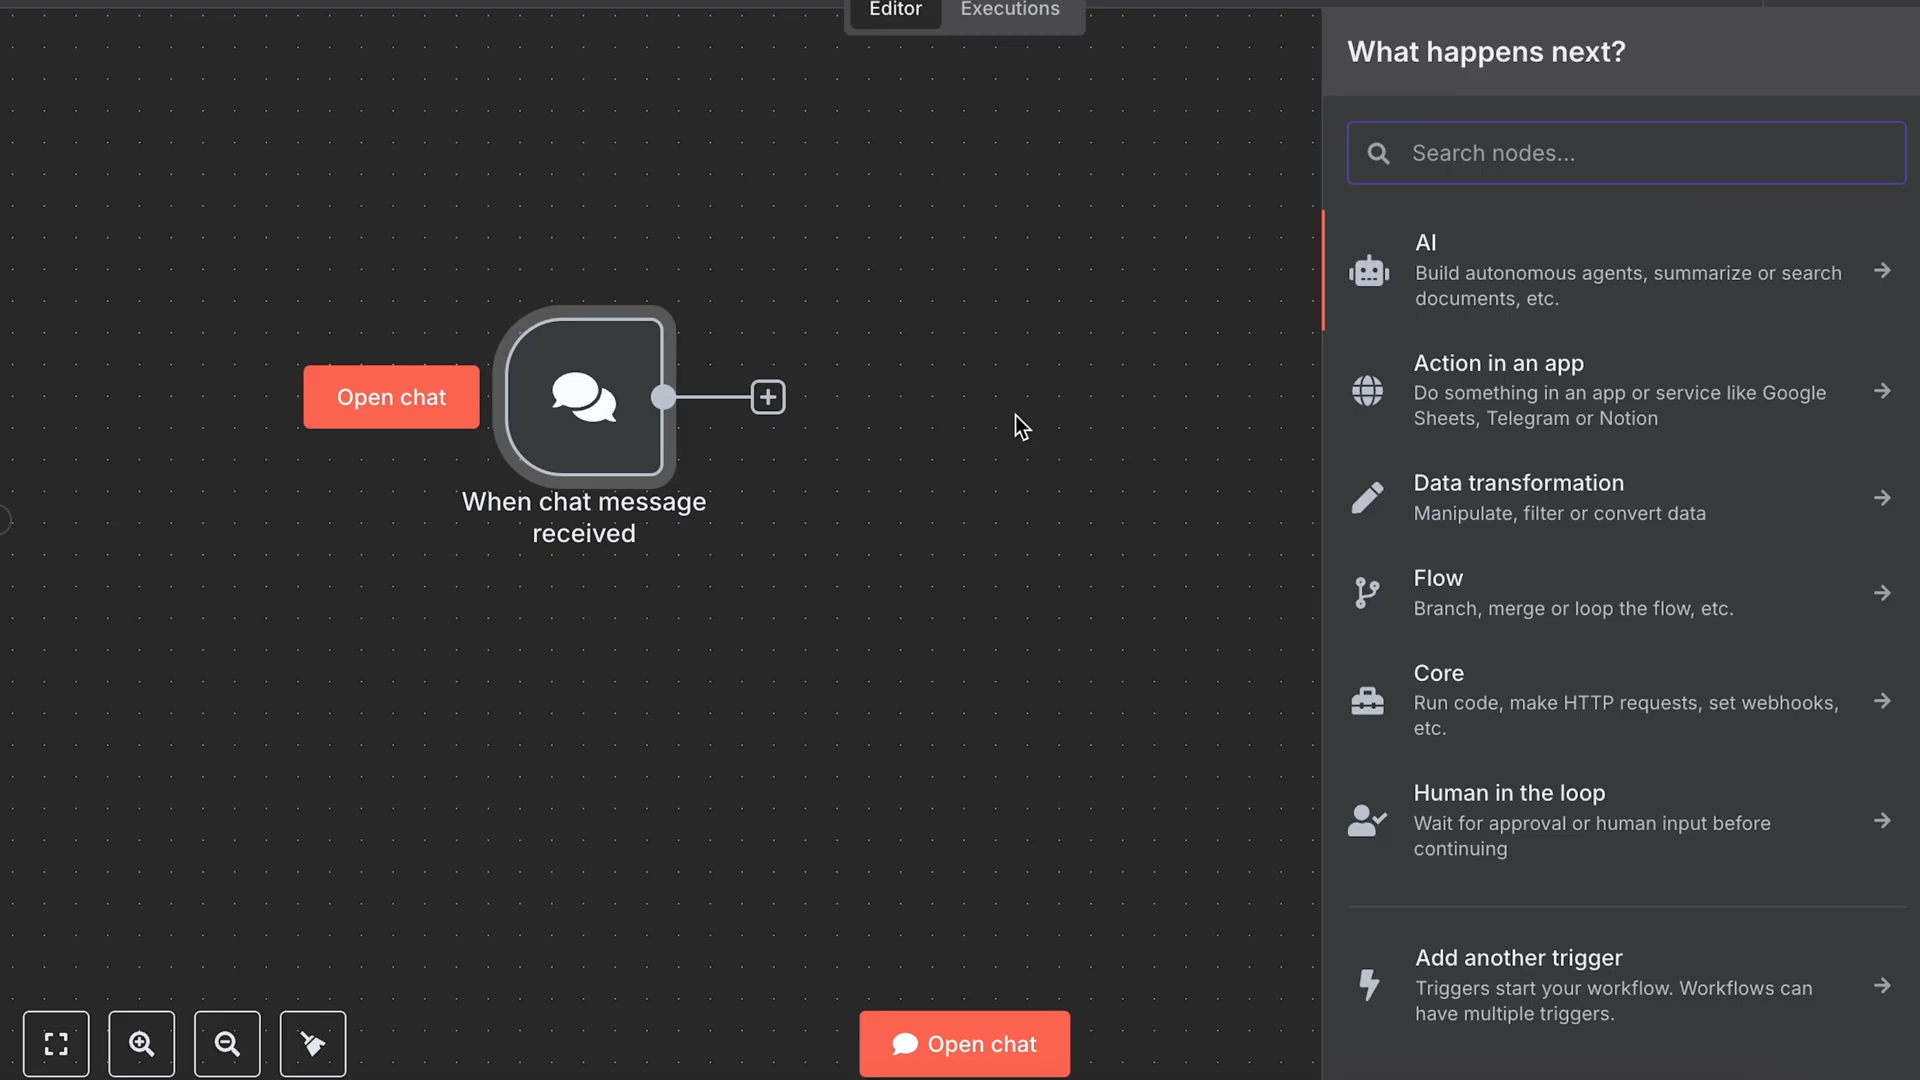 Editor
Executions
What happens next?
Search nodes...
AI
Build autonomous agents, summarize or search
documents, etc.
Action in an app
Do something in an app or service like Google
Sheets, Telegram or Notion
Open chat
When chat message
received
Data transformation
Manipulate, filter or convert data
Flow
Branch, merge or loop the flow, etc.
Core
Run code, make HTTP requests, set webhooks,
etc.
Human in the loop
Wait for approval or human input before
continuing
Add another trigger
Triggers start your workflow. Workflows can
have multiple triggers.
Open chat